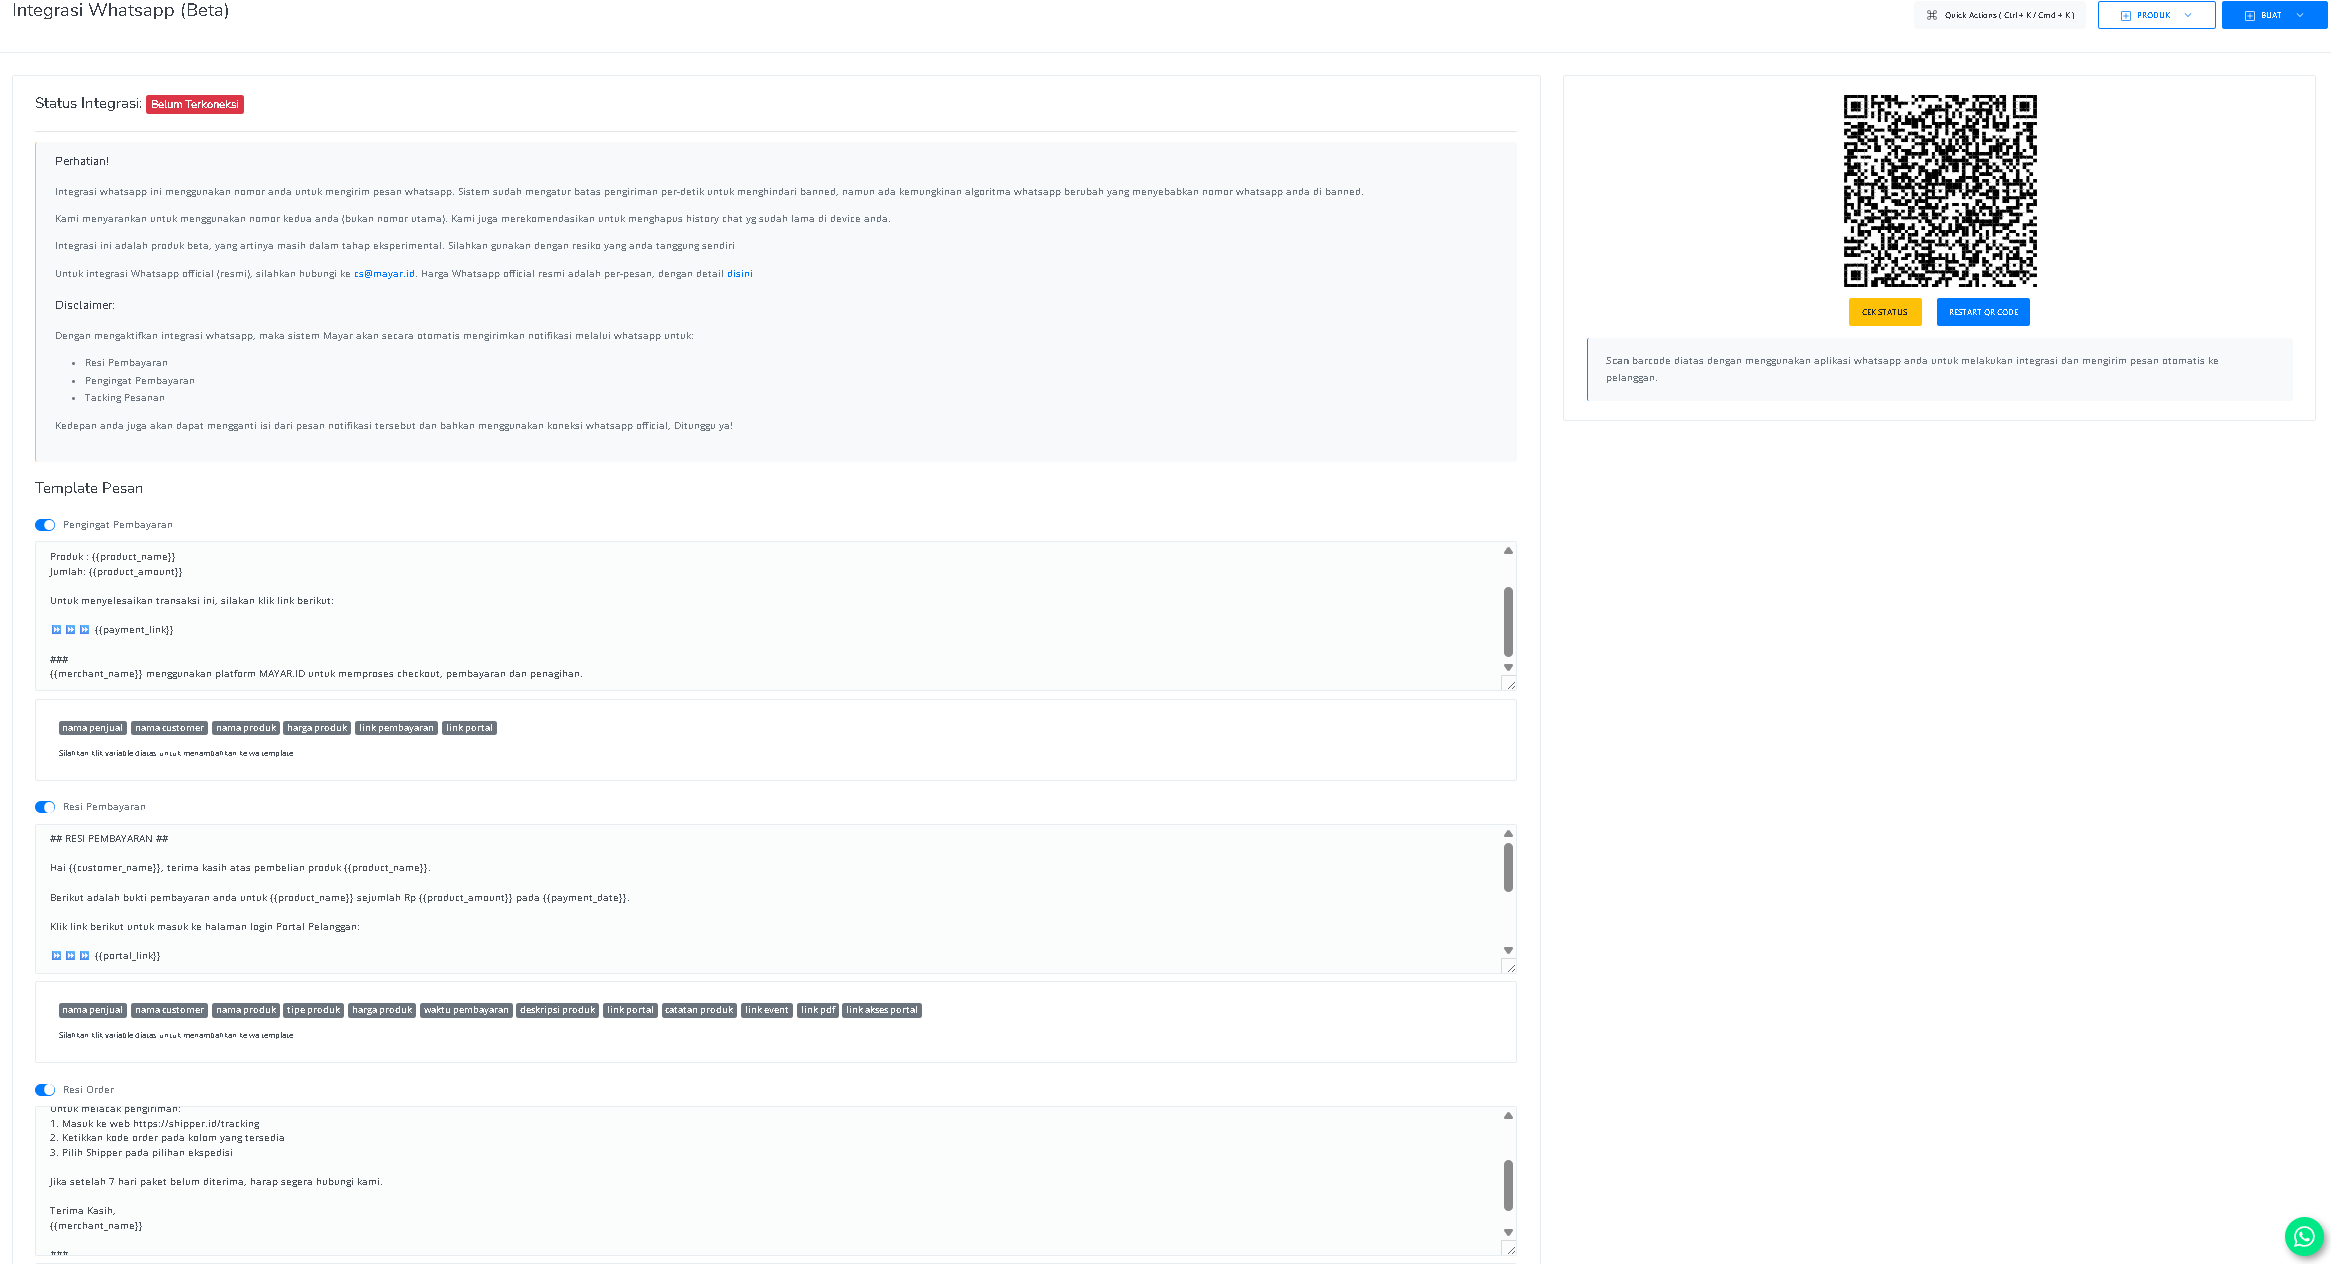 Integrasi Whatsapp (Beta)
Quick Actions ( Ctrl + K / Cmd + K )
PRODUK
BUAT
Status Integrasi: Belum Terkoneksi
Perhatian!
Integrasi whatsapp ini menggunakan nomor anda untuk mengirim pesan whatsapp. Sistem sudah mengatur batas pengiriman per-detik untuk menghindari banned, namun ada kemungkinan algoritma whatsapp berubah yang menyebabkan nomor whatsapp anda di banned.
Kami menyarankan untuk menggunakan nomor kedua anda (bukan nomor utama). Kami juga merekomendasikan untuk menghapus history chat yg sudah lama di device anda.
Integrasi ini adalah produk beta, yang artinya masih dalam tahap eksperimental. Silahkan gunakan dengan resiko yang anda tanggung sendiri
Untuk integrasi Whatsapp official (resmi), silahkan hubungi ke cs@mayar.id. Harga Whatsapp official resmi adalah per-pesan, dengan detail disini
Disclaimer:
Dengan mengaktifkan integrasi whatsapp, maka sistem Mayar akan secara otomatis mengirimkan notifikasi melalui whatsapp untuk:
• Resi Pembayaran
• Pengingat Pembayaran
• Tacking Pesanan
Kedepan anda juga akan dapat mengganti isi dari pesan notifikasi tersebut dan bahkan menggunakan koneksi whatsapp official, Ditunggu ya!
Template Pesan
Pengingat Pembayaran
Produk : {{product_name}}
Jumlah: {{product_amount}}
Untuk menyelesaikan transaksi ini, silakan klik link berikut:
⏩ ⏩ ⏩ {{payment_link}}
###
{{merchant_name}} menggunakan platform MAYAR.ID untuk memproses checkout, pembayaran dan penagihan.
nama penjual nama customer nama produk harga produk link pembayaran link portal
Silahkan klik variable diatas untuk menambahkan ke wa template
Resi Pembayaran
## RESI PEMBAYARAN ##
Hai {{customer_name}}, terima kasih atas pembelian produk {{product_name}}.
Berikut adalah bukti pembayaran anda untuk {{product_name}} sejumlah Rp {{product_amount}} pada {{payment_date}}.
Klik link berikut untuk masuk ke halaman login Portal Pelanggan:
⏩ ⏩ ⏩ {{portal_link}}
nama penjual nama customer nama produk tipe produk harga produk waktu pembayaran deskripsi produk link portal catatan produk link event link pdf link akses portal
Silahkan klik variable diatas untuk menambahkan ke wa template
Resi Order
Untuk melacak pengiriman:
1. Masuk ke web https://shipper.id/tracking
2. Ketikkan kode order pada kolom yang tersedia
3. Pilih Shipper pada pilihan ekspedisi
Jika setelah 7 hari paket belum diterima, harap segera hubungi kami.
Terima Kasih,
{{merchant_name}}
###
CEK STATUS
RESTART QR CODE
Scan barcode diatas dengan menggunakan aplikasi whatsapp anda untuk melakukan integrasi dan mengirim pesan otomatis ke
pelanggan.